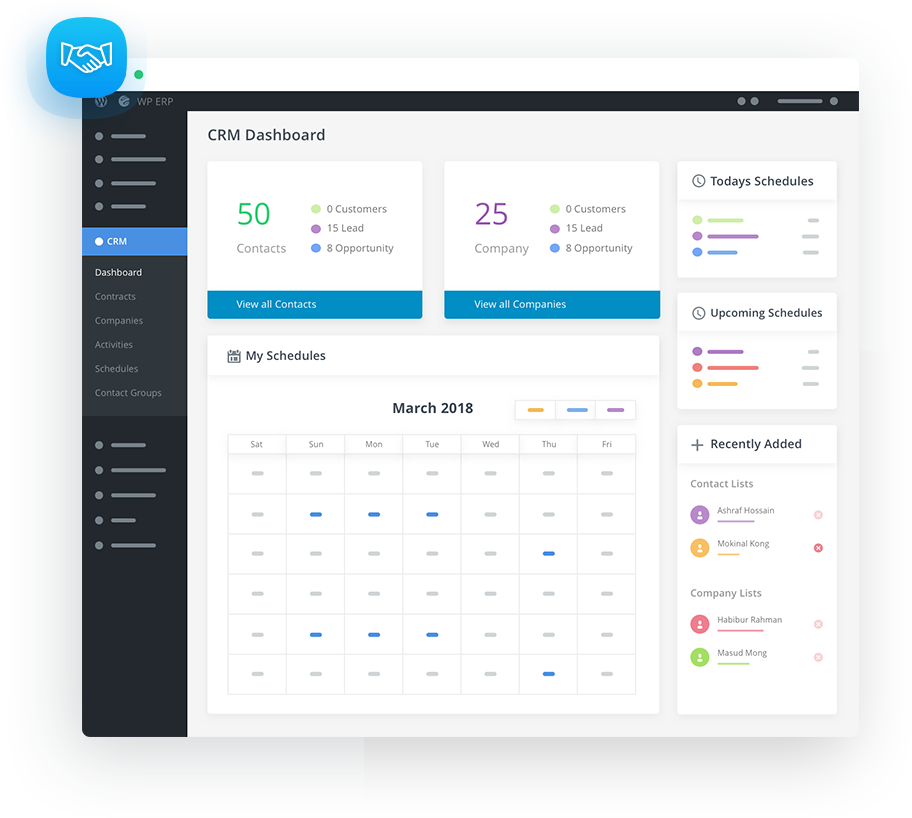 WP ERP
CRM
Dashboard
Contracts
Companies
Activities
Schedules
Contact Groups
CRM Dashboard
50
Contacts
0 Customers
15 Lead
8 Opportunity
View all Contacts
25
Company
0 Customers
15 Lead
8 Opportunity
View all Companies
My Schedules
March 2018
Sat Sun Mon Tue Wed Thu Fri
Todays Schedules
Upcoming Schedules
Recently Added
Contact Lists
Ashraf Hossain
Mokinal Kong
Company Lists
Habibur Rahman
Masud Mong